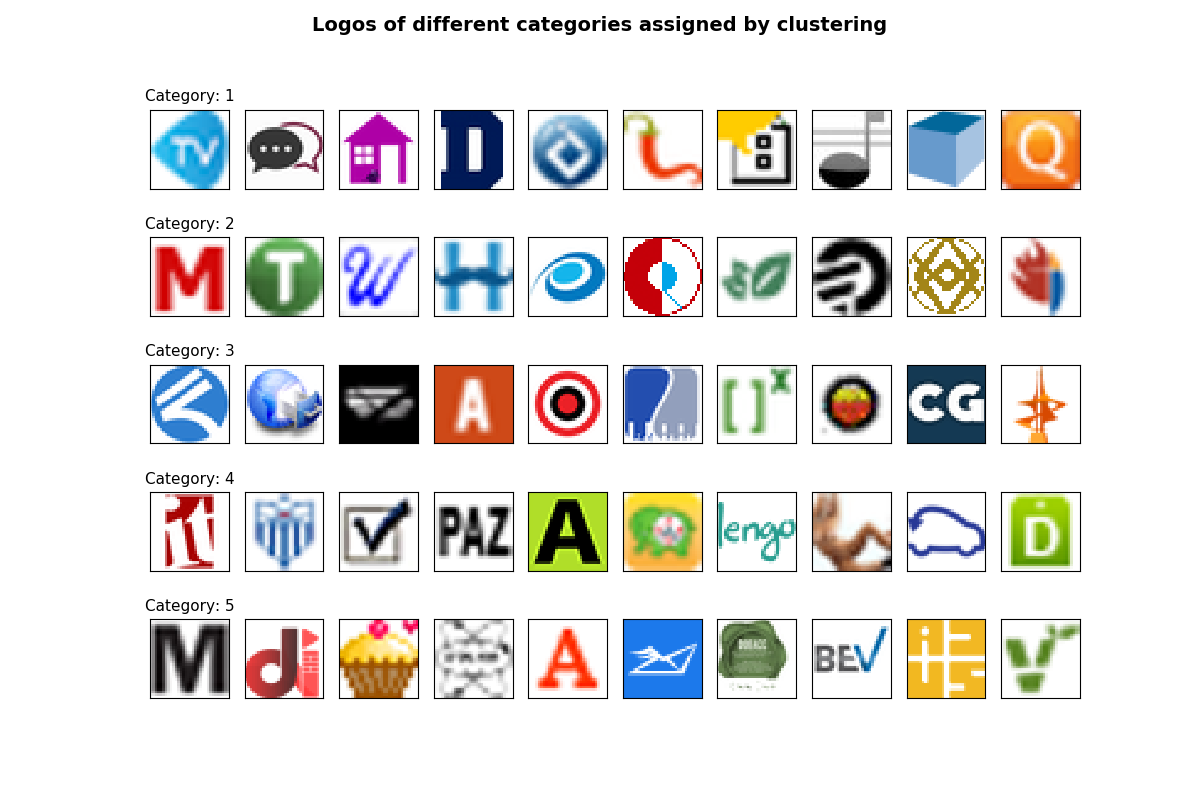 Logos of different categories assigned by clustering
Category: 1
TV
D
Q
Category: 2
M
T
W
H
Category: 3
A
[ ]x
CG
Category: 4
PAZ
A
lengo
D
Category: 5
M
di
A
BEV